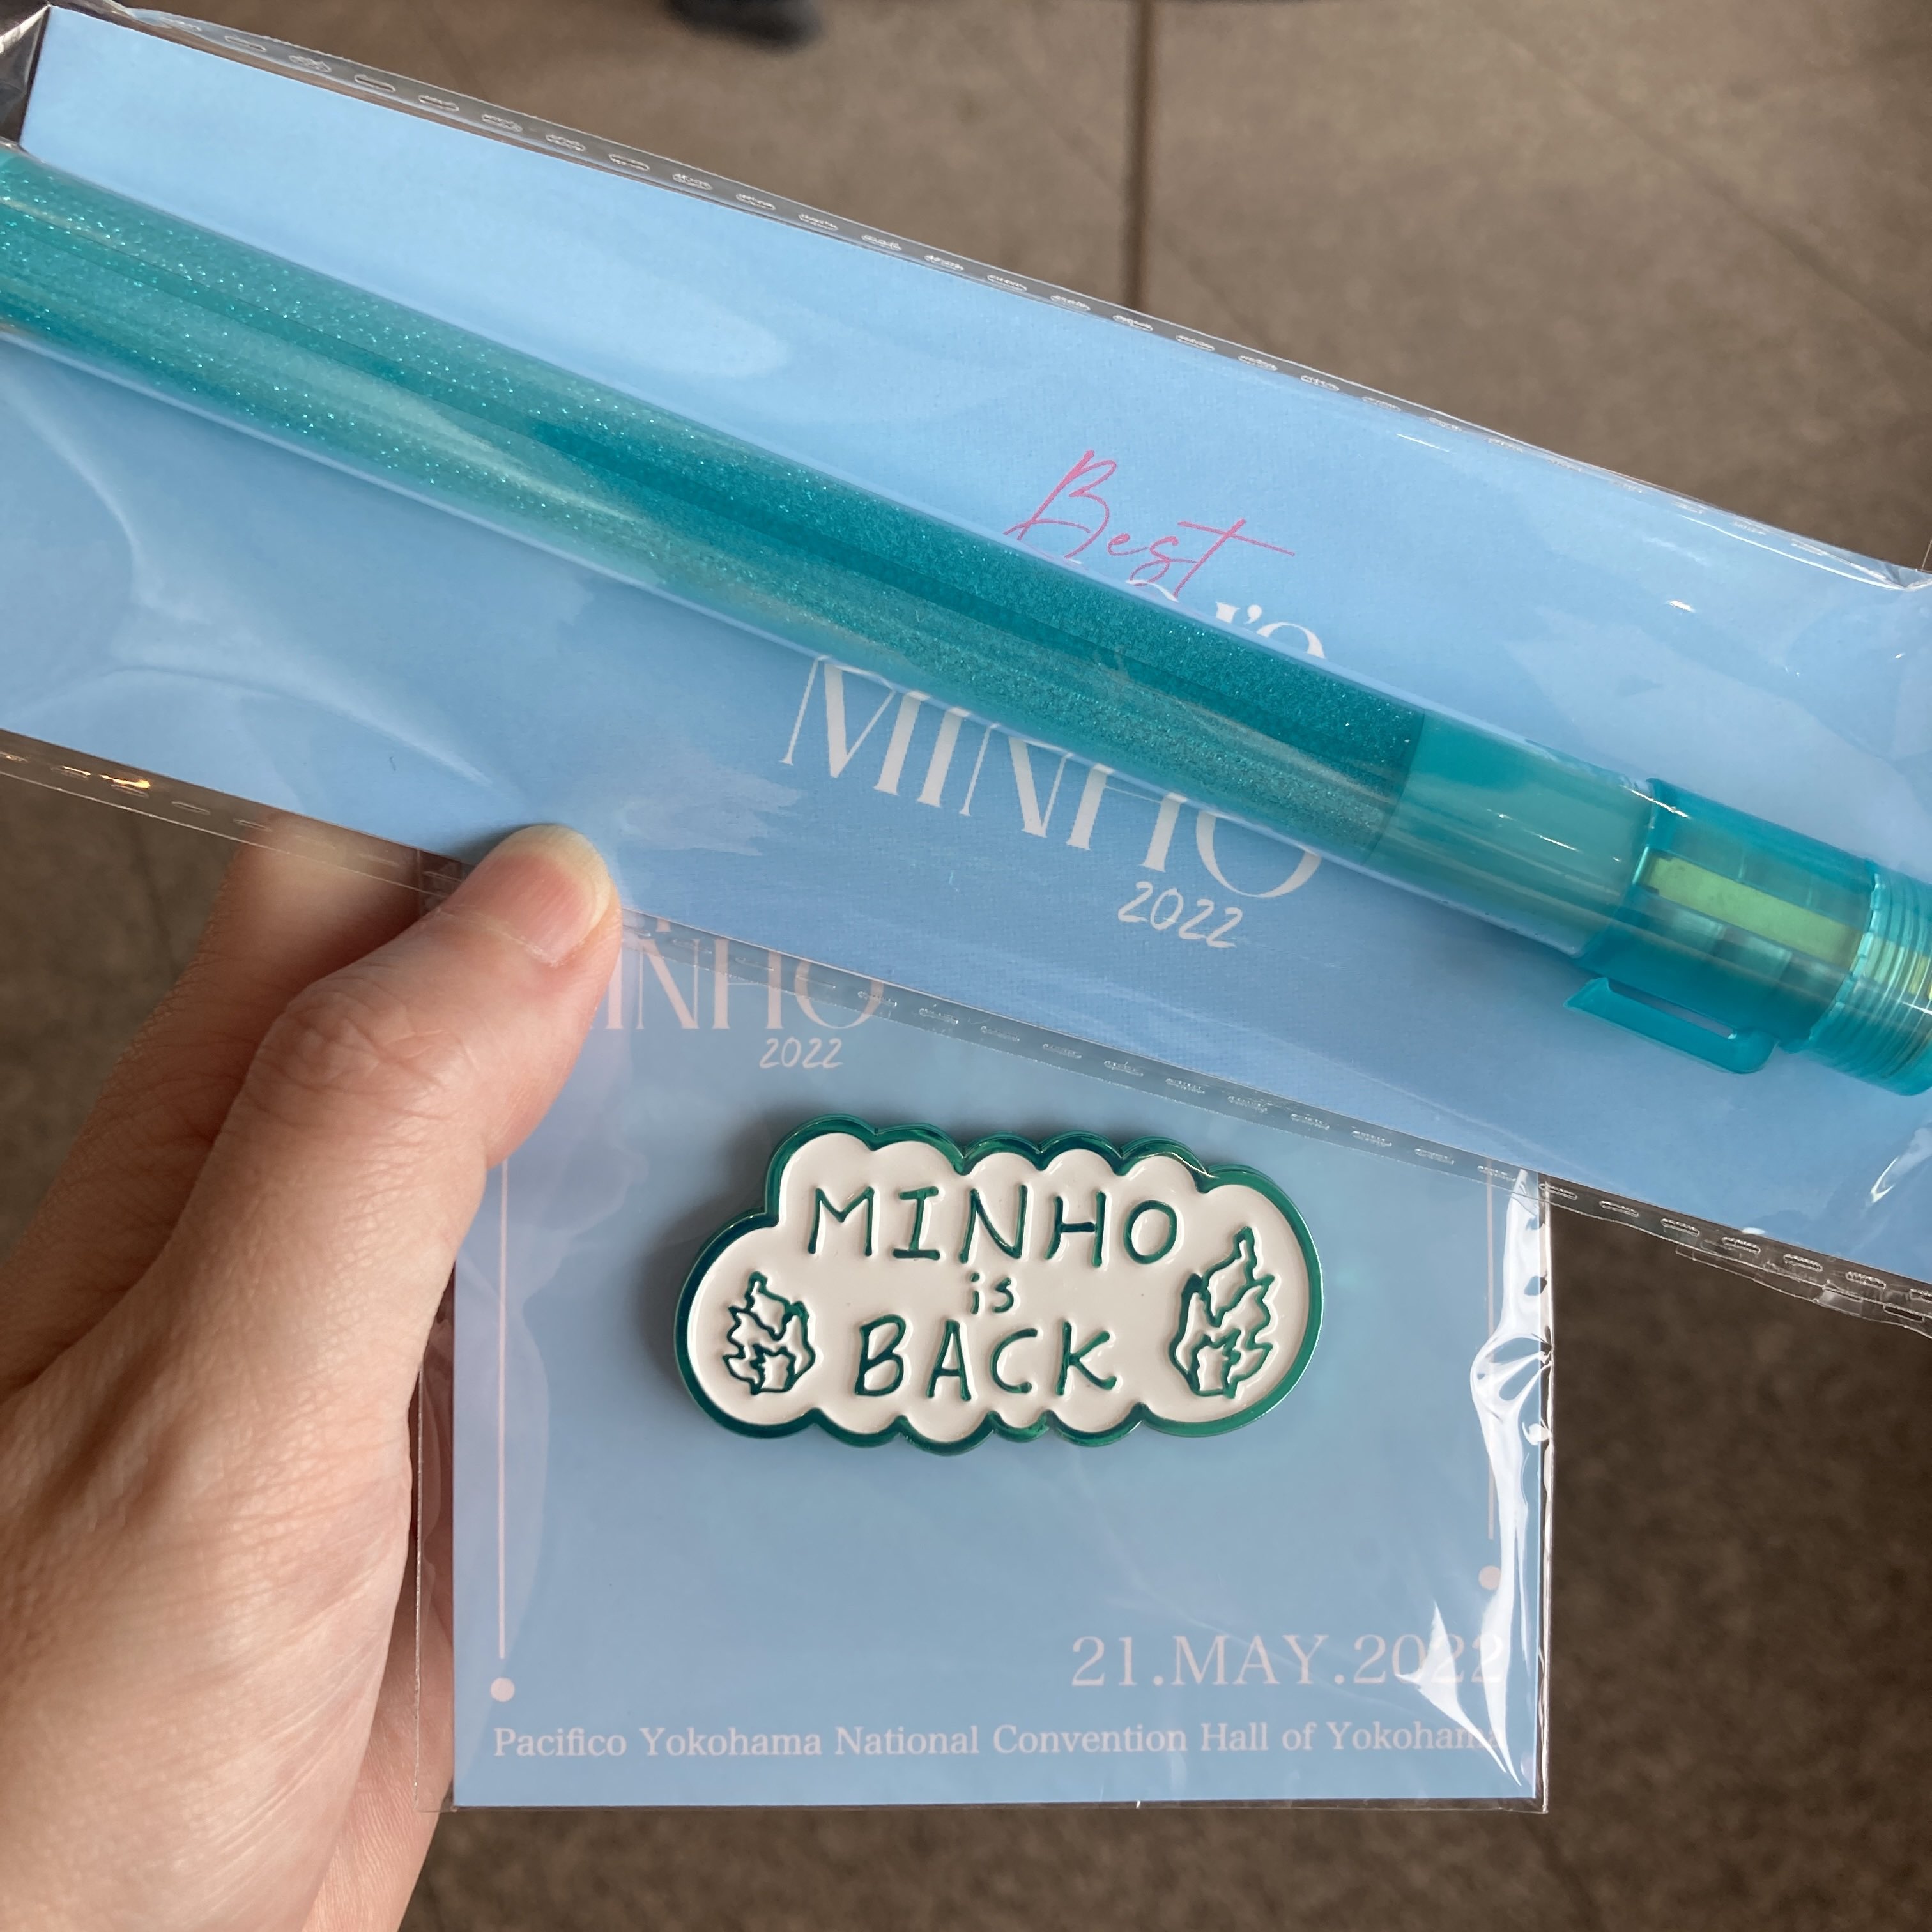 Best
MINHO
2022
MINHO
2022
MINHO
is
BACK
21.MAY.2022
Pacifico Yokohama National Convention Hall of Yokohama